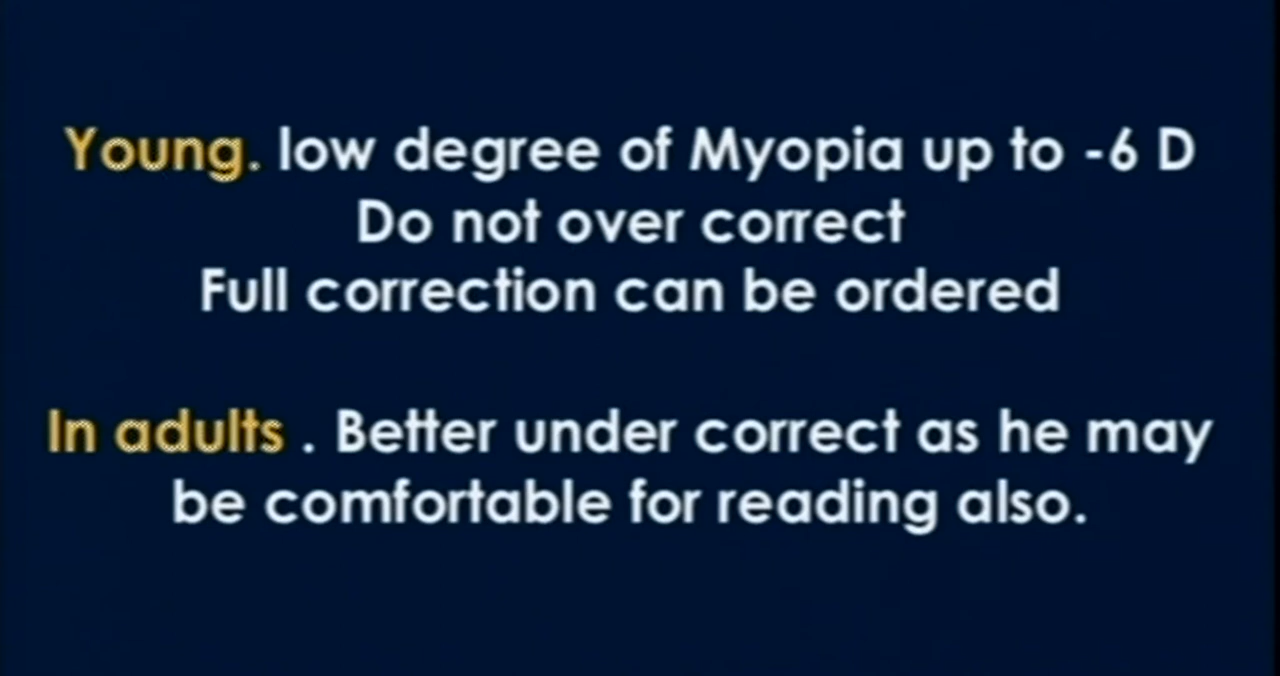 Young. low degree of Myopia up to -6 D
Do not over correct
Full correction can be ordered
In adults . Better under correct as he may
be comfortable for reading also.